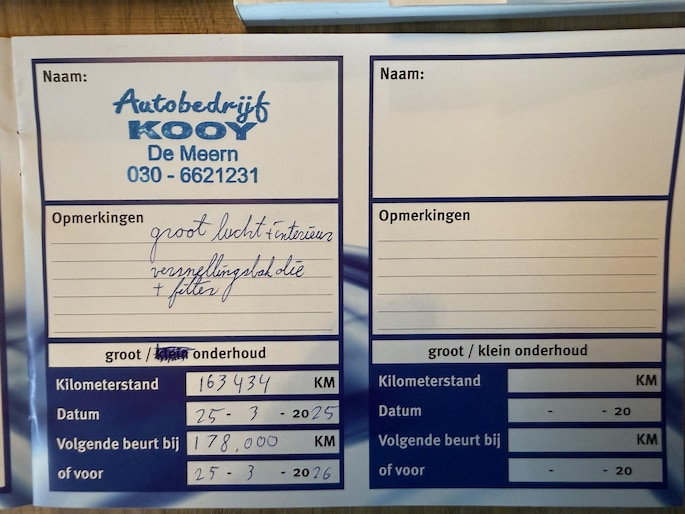 Naam:
Autobedrijf
KOOY
De Meern
030 - 6621231
Opmerkingen
groot lucht + interieur
versnellingsbak olie
+ filter
groot / klein onderhoud
Kilometerstand 163434 KM
Datum 25 - 3 - 2025
Volgende beurt bij 178,000 KM
of voor 25 - 3 - 2026
Naam:
Opmerkingen
groot / klein onderhoud
Kilometerstand KM
Datum - - 20
Volgende beurt bij KM
of voor - - 20